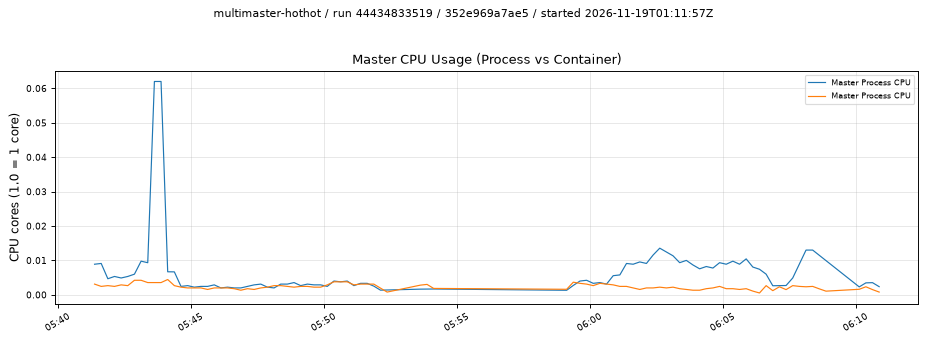 multimaster-hothot / run 44434833519 / 352e969a7ae5 / started 2026-11-19T01:11:57Z
Master CPU Usage (Process vs Container)
Master Process CPU
Master Process CPU
CPU cores (1.0 = 1 core)
0.06
0.05
0.04
0.03
0.02
0.01
0.00
05:40
05:45
05:50
05:55
06:00
06:05
06:10